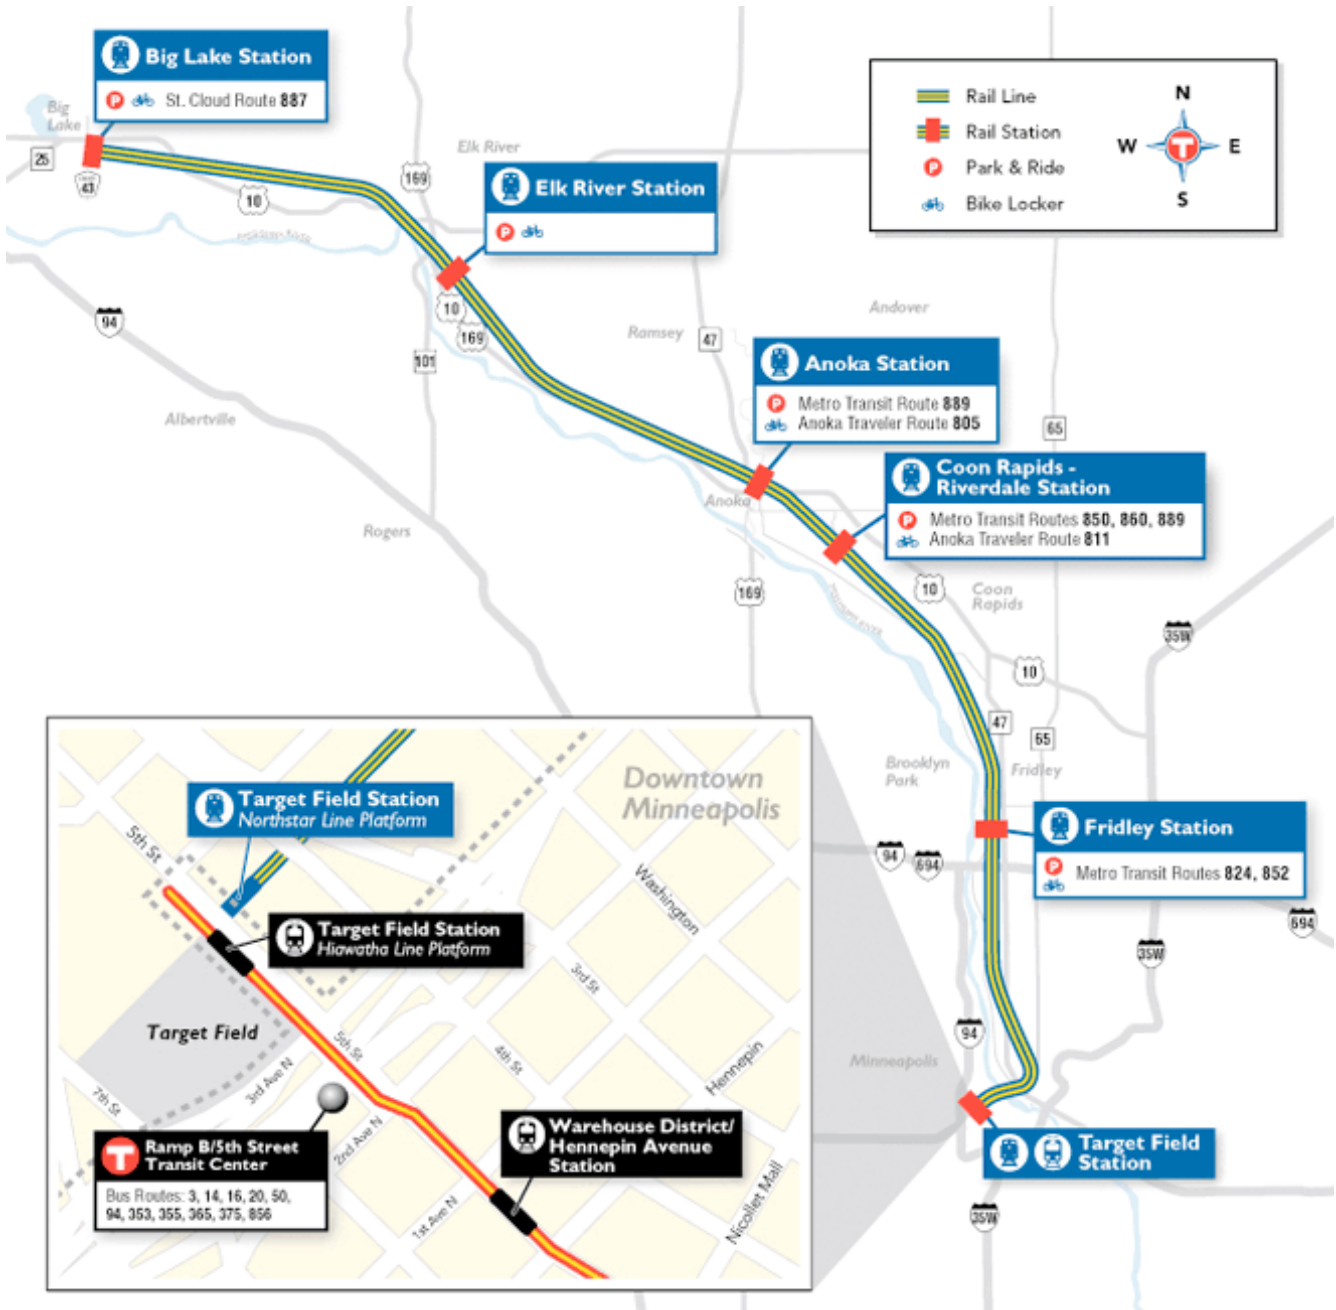 Big Lake Station
P St. Cloud Route 887
Big
Lake
25
43
10
169
Elk River
Elk River Station
P
Rail Line
Rail Station
P Park & Ride
Bike Locker
N
W T E
S
94
10
169
101
Ramsey
47
Andover
Albertville
Anoka Station
P Metro Transit Route 889
Anoka Traveler Route 805
65
Coon Rapids -
Riverdale Station
P Metro Transit Routes 850, 860, 889
Anoka Traveler Route 811
Anoka
Rogers
169
10
Coon
Rapids
35W
10
47
65
Brooklyn
Park
Fridley
Fridley Station
P Metro Transit Routes 824, 852
94
694
694
35W
94
Minneapolis
Target Field
Station
35W
Downtown
Minneapolis
Target Field Station
Northstar Line Platform
5th St
Washington
Target Field Station
Hiawatha Line Platform
3rd St
Target Field
5th St
4th St
Hennepin
3rd Ave N
7th St
2nd Ave N
Ramp B/5th Street
Transit Center
Bus Routes: 3, 14, 16, 20, 50,
94, 353, 355, 365, 375, 856
Warehouse District/
Hennepin Avenue
Station
1st Ave N
Nicollet Mall